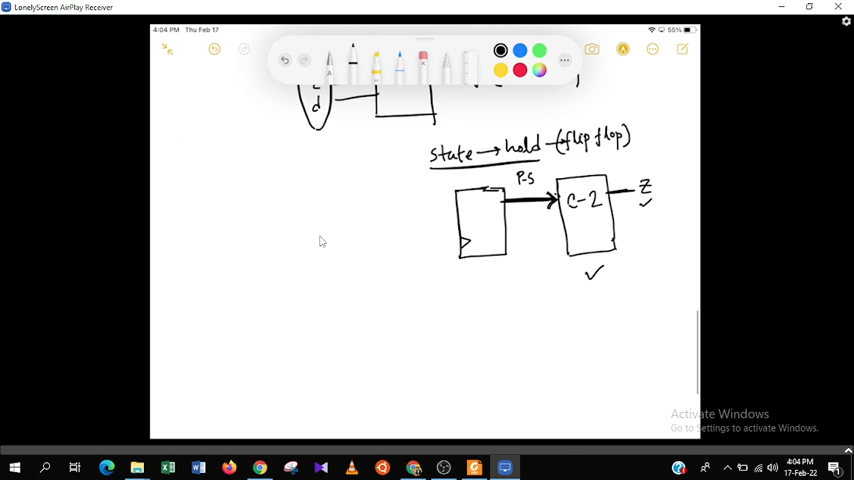 LonelyScreen AirPlay Receiver
4:04 PM Thu Feb 17
55%
A
d
state → hold → (flip flop)
P-S
C-2
Z
Activate Windows
Go to Settings to activate Windows.
4:04 PM
17-Feb-22